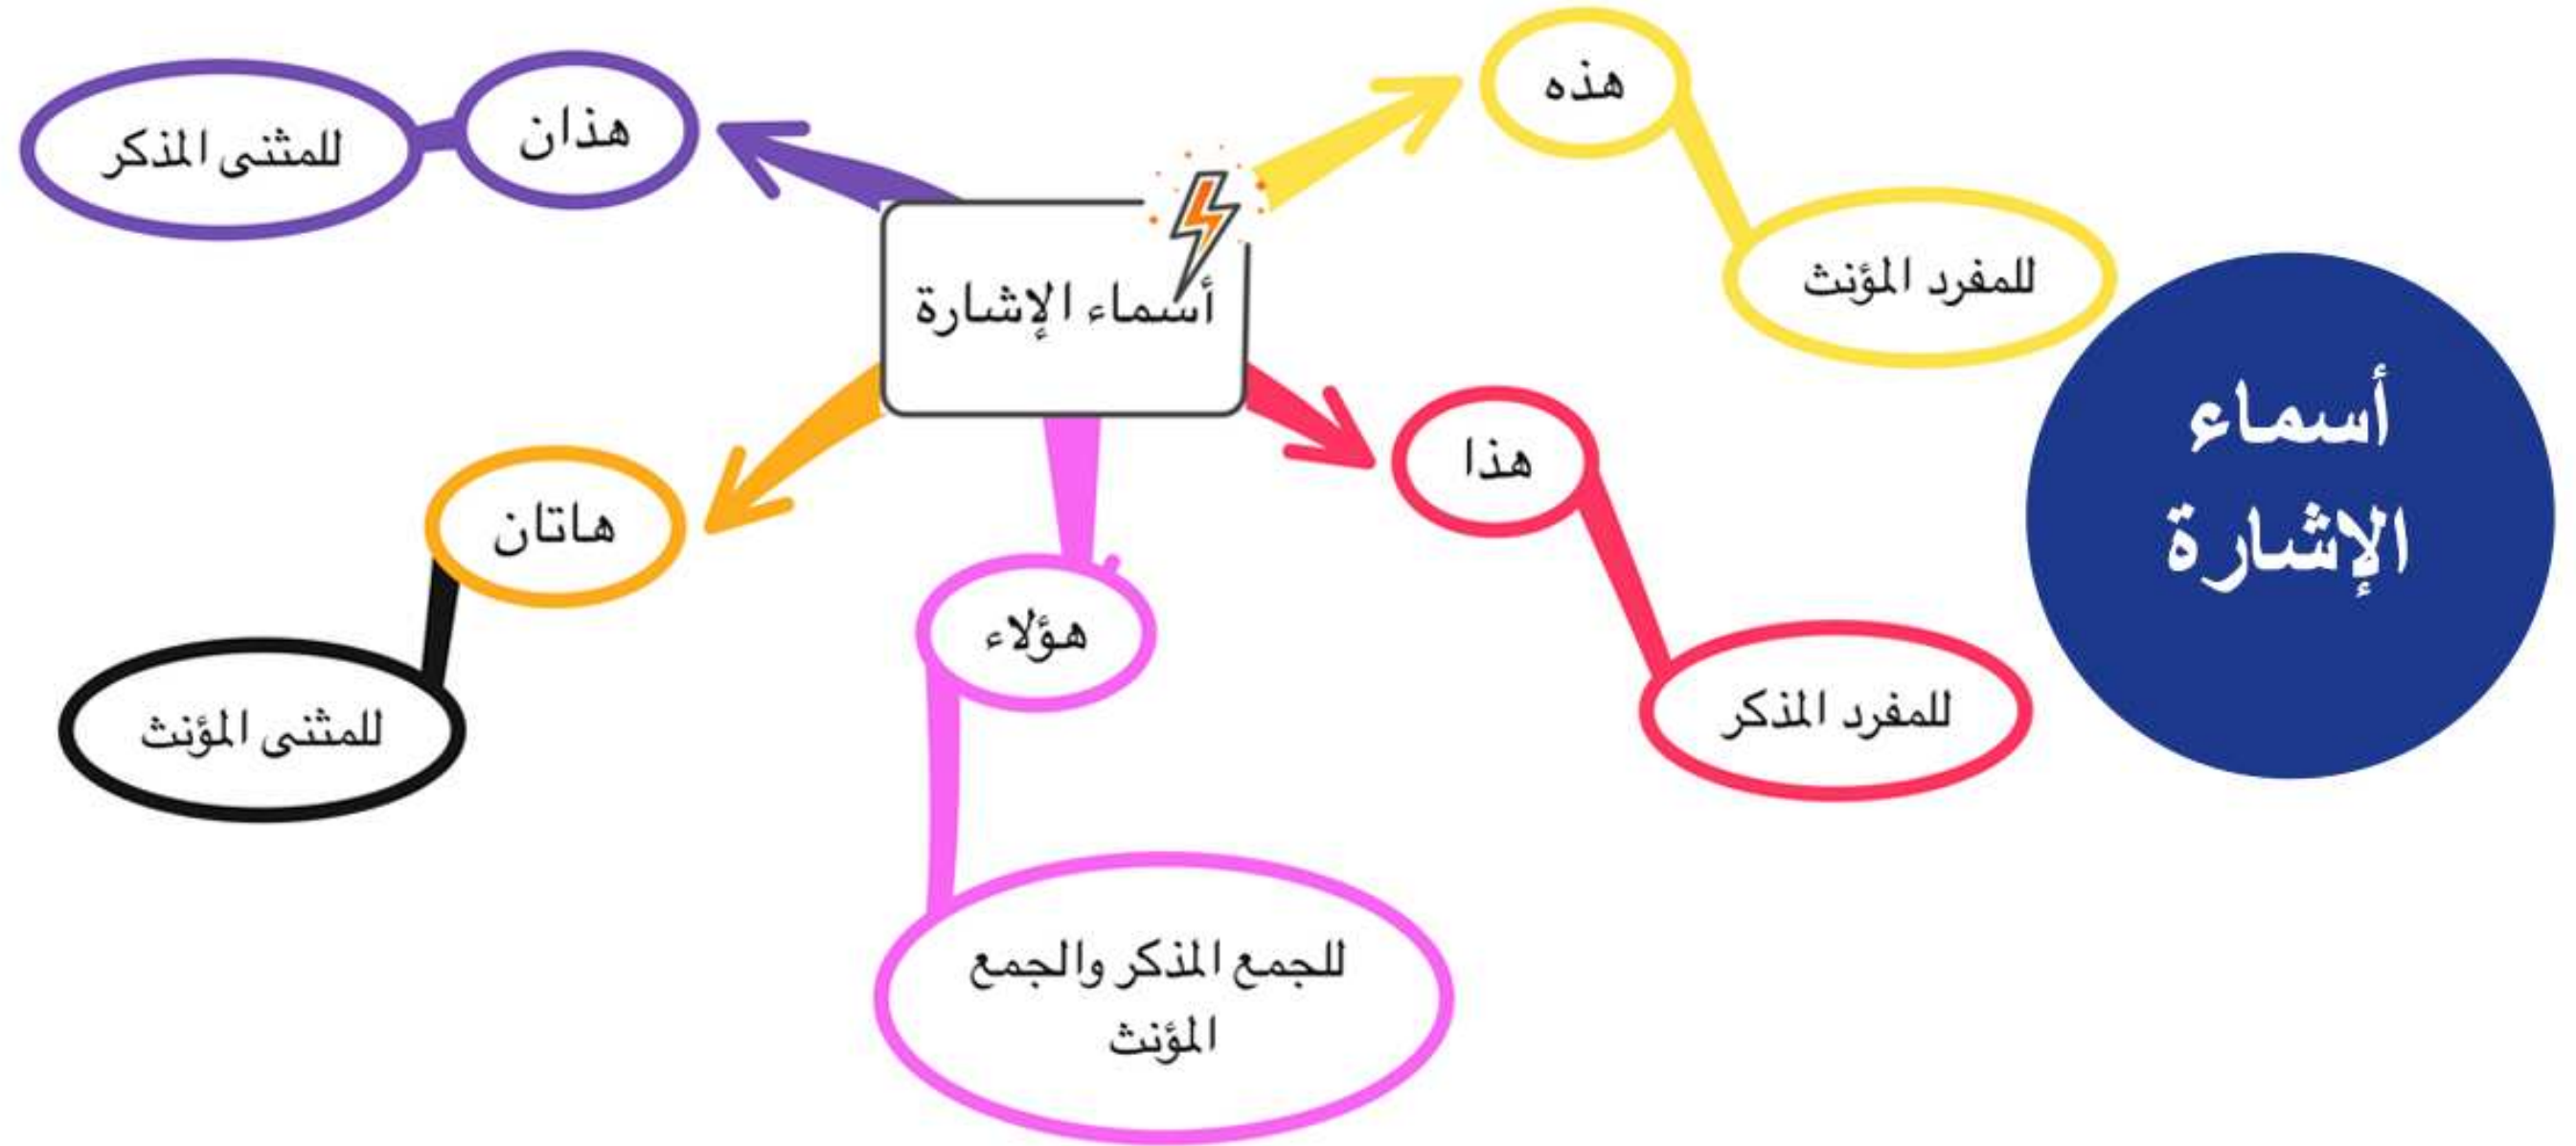 أسماء
الإشارة
أسماء الإشارة
هذه
للمفرد المؤنث
هذا
للمفرد المذكر
هؤلاء
للجمع المذكر والجمع
المؤنث
هذان
للمثنى المذكر
هاتان
للمثنى المؤنث